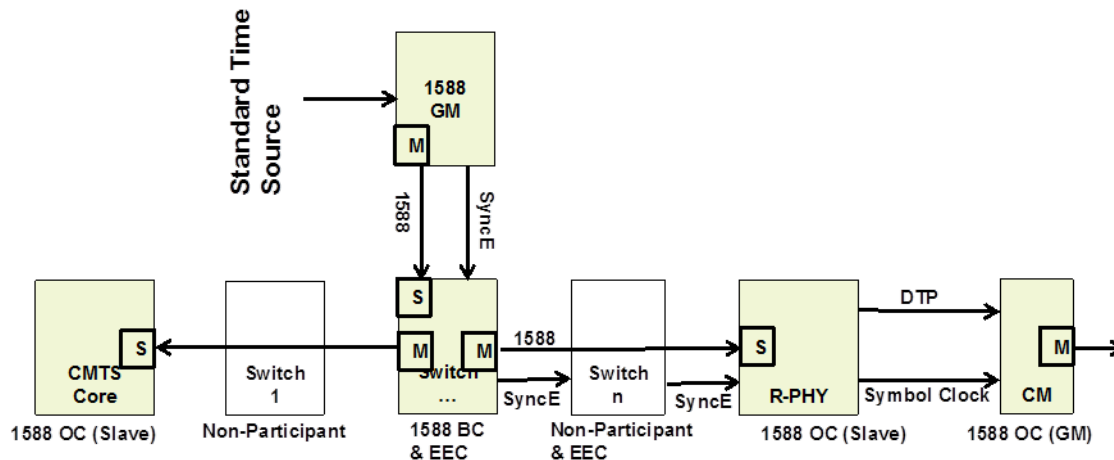 Standard Time
Source
1588
GM
M
1588
SyncE
S
S
M
M
1588
S
DTP
M
CMTS
Core
Switch
1
Switch
...
SyncE
Switch
n
SyncE
R-PHY
Symbol Clock
CM
1588 OC (Slave)
Non-Participant
1588 BC
& EEC
Non-Participant
& EEC
1588 OC (Slave)
1588 OC (GM)